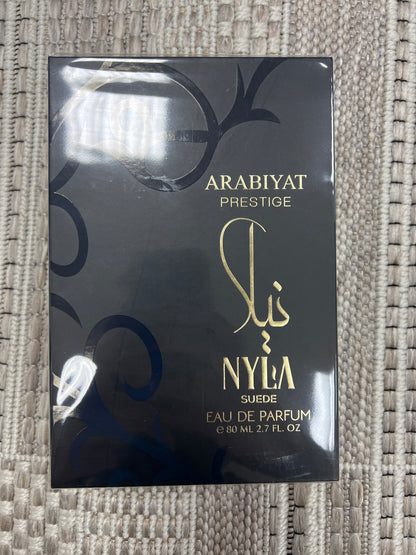 ARABIYAT
PRESTIGE
نيلا
NYLA
SUEDE
EAU DE PARFUM
℮ 80 ML 2.7 FL. OZ